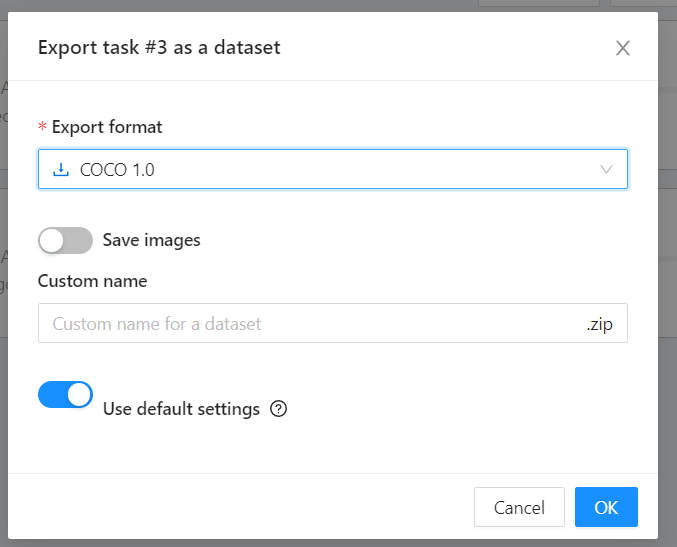 Export task #3 as a dataset
* Export format
COCO 1.0
Save images
Custom name
Custom name for a dataset .zip
Use default settings
Cancel OK